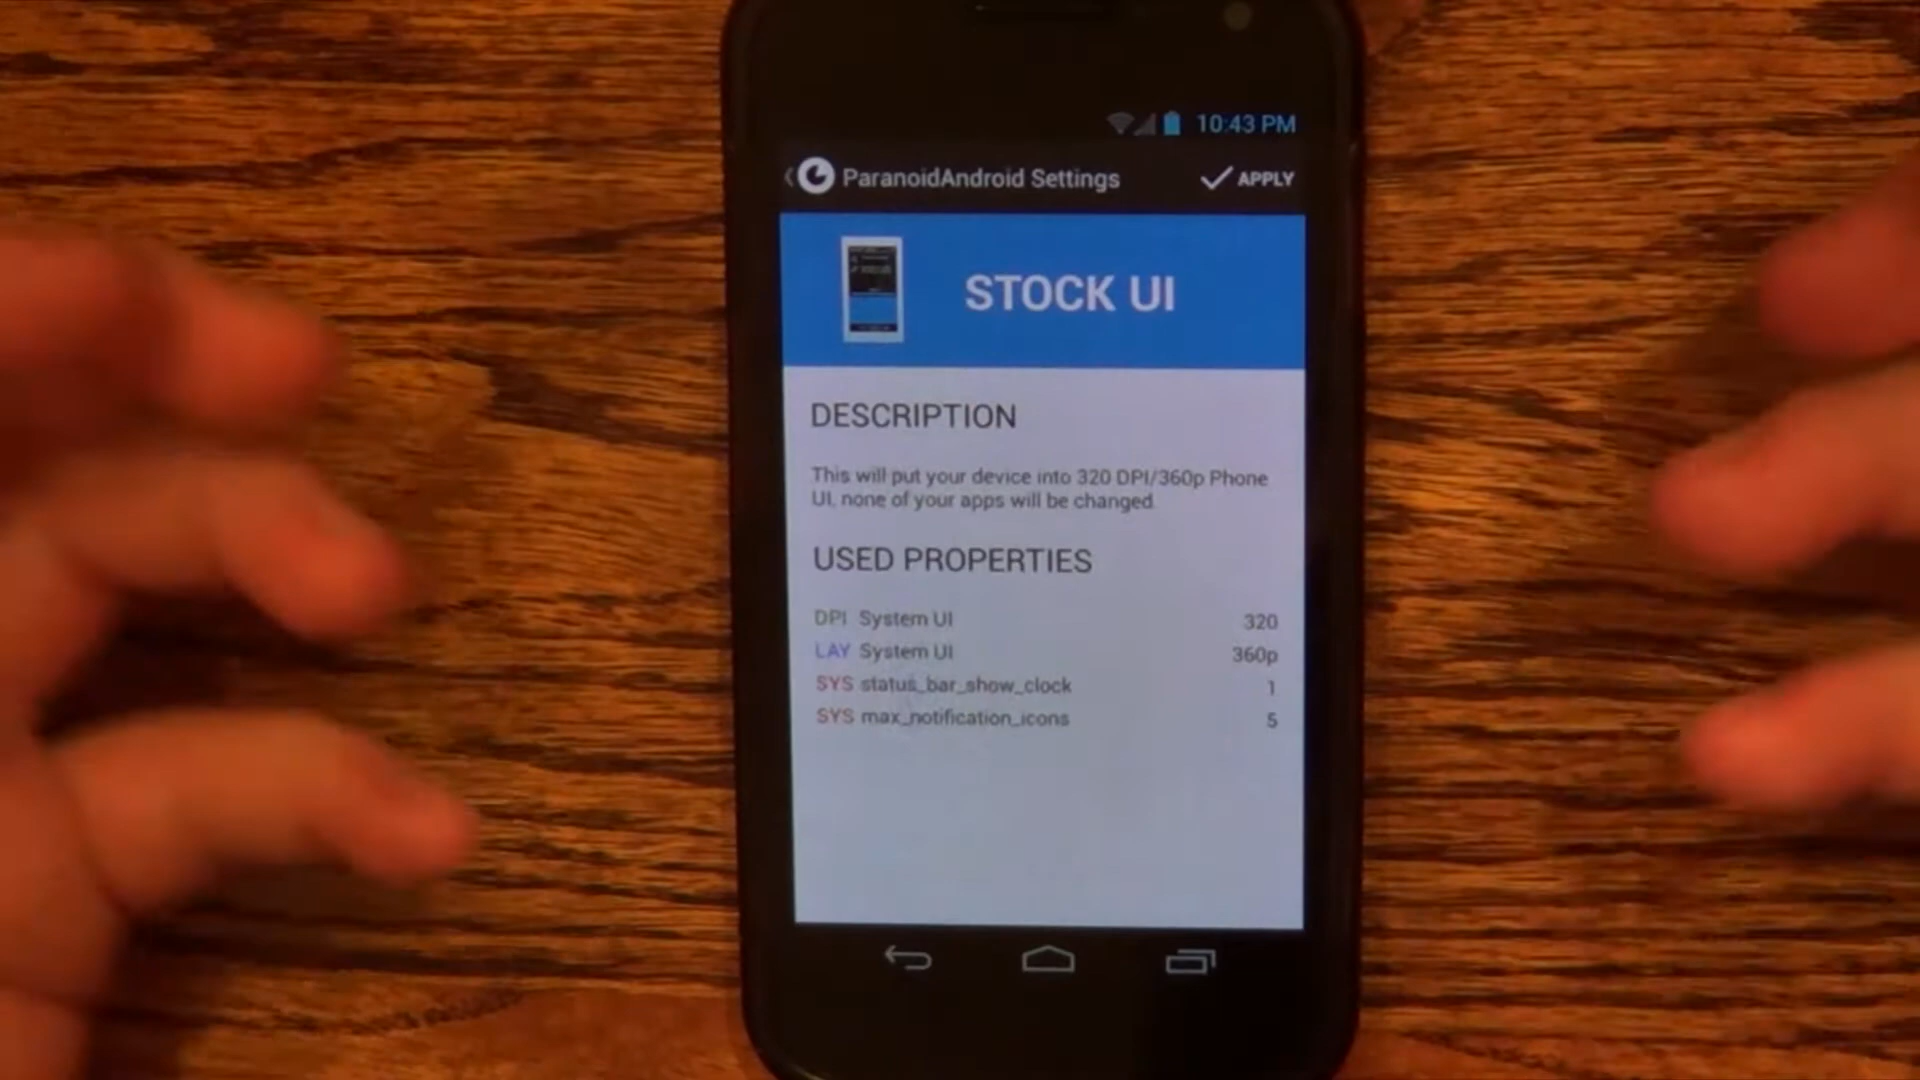 10:43 PM
ParanoidAndroid Settings
APPLY
STOCK UI
DESCRIPTION
This will put your device into 320 DPI/360p Phone
UI, none of your apps will be changed
USED PROPERTIES
DPI System UI 320
LAY System UI 360p
SYS status_bar_show_clock 1
SYS max_notification_icons 5